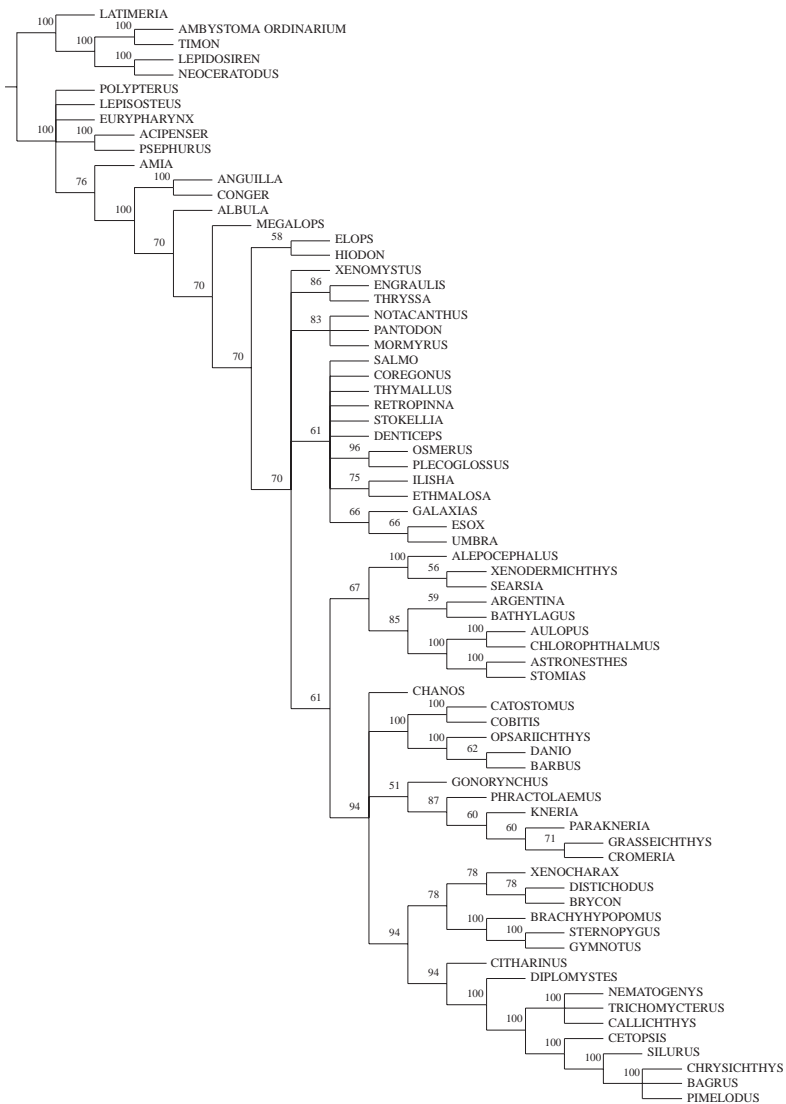 LATIMERIA
100
100
AMBYSTOMA ORDINARIUM
100
TIMON
100
LEPIDOSIREN
NEOCERATODUS
POLYPTERUS
LEPISOSTEUS
EURYPHARYNX
100
100
ACIPENSER
PSEPHURUS
AMIA
76
100
ANGUILLA
CONGER
100
ALBULA
70
MEGALOPS
70
58
ELOPS
HIODON
70
XENOMYSTUS
86
ENGRAULIS
THRYSSA
83
NOTACANTHUS
PANTODON
MORMYRUS
SALMO
COREGONUS
THYMALLUS
RETROPINNA
STOKELLIA
61
DENTICEPS
96
OSMERUS
PLECOGLOSSUS
70
75
ILISHA
ETHMALOSA
66
GALAXIAS
66
ESOX
UMBRA
100
ALEPOCEPHALUS
56
XENODERMICHTHYS
67
SEARSIA
59
ARGENTINA
85
BATHYLAGUS
100
AULOPUS
100
CHLOROPHTHALMUS
100
ASTRONESTHES
STOMIAS
61
CHANOS
100
CATOSTOMUS
100
COBITIS
100
OPSARIICHTHYS
62
DANIO
BARBUS
51
GONORYNCHUS
94
87
PHRACTOLAEMUS
60
KNERIA
60
PARAKNERIA
71
GRASSEICHTHYS
CROMERIA
78
XENOCHARAX
78
78
DISTICHODUS
BRYCON
100
BRACHYHYPOPOMUS
94
100
STERNOPYGUS
GYMNOTUS
94
CITHARINUS
100
DIPLOMYSTES
100
NEMATOGENYS
100
TRICHOMYCTERUS
CALLICHTHYS
100
CETOPSIS
100
SILURUS
100
CHRYSICHTHYS
BAGRUS
PIMELODUS